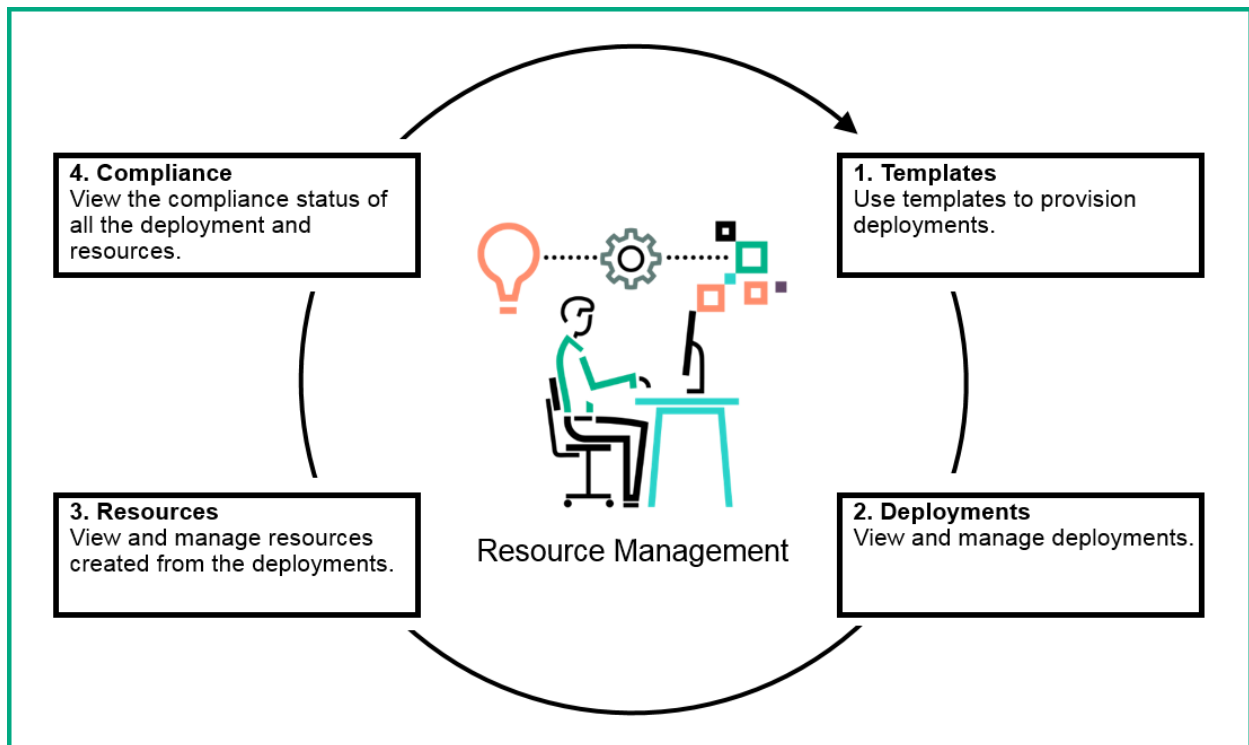 1. Templates
Use templates to provision
deployments.
2. Deployments
View and manage deployments.
3. Resources
View and manage resources
created from the deployments.
4. Compliance
View the compliance status of
all the deployment and
resources.
Resource Management